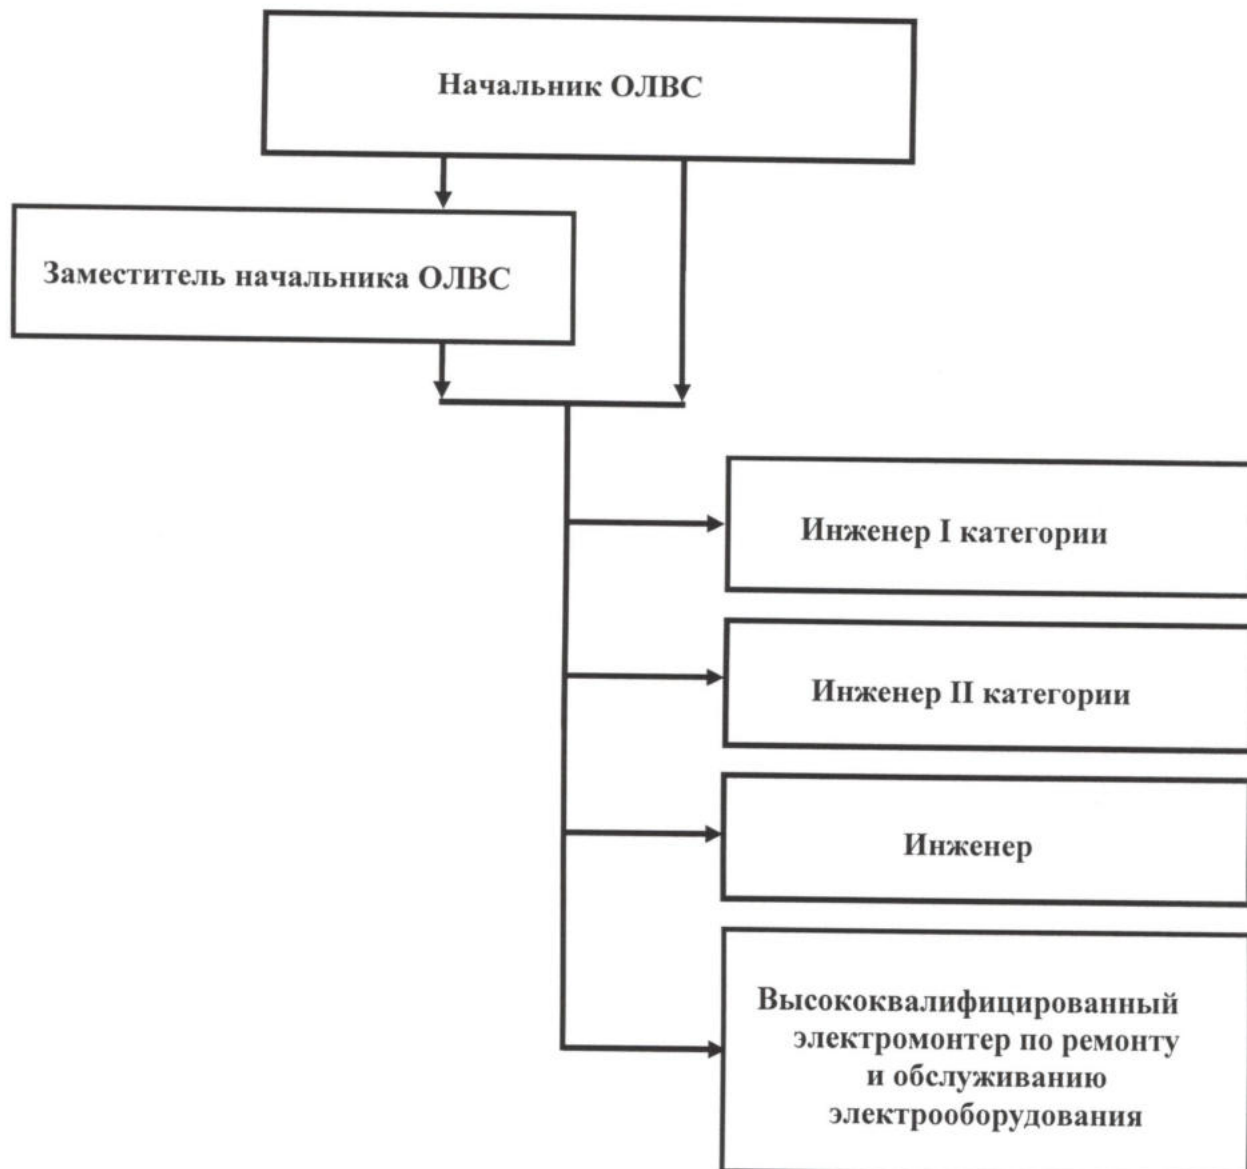 Начальник ОЛВС
Заместитель начальника ОЛВС
Инженер I категории
Инженер II категории
Инженер
Высококвалифицированный
электромонтер по ремонту
и обслуживанию
электрооборудования